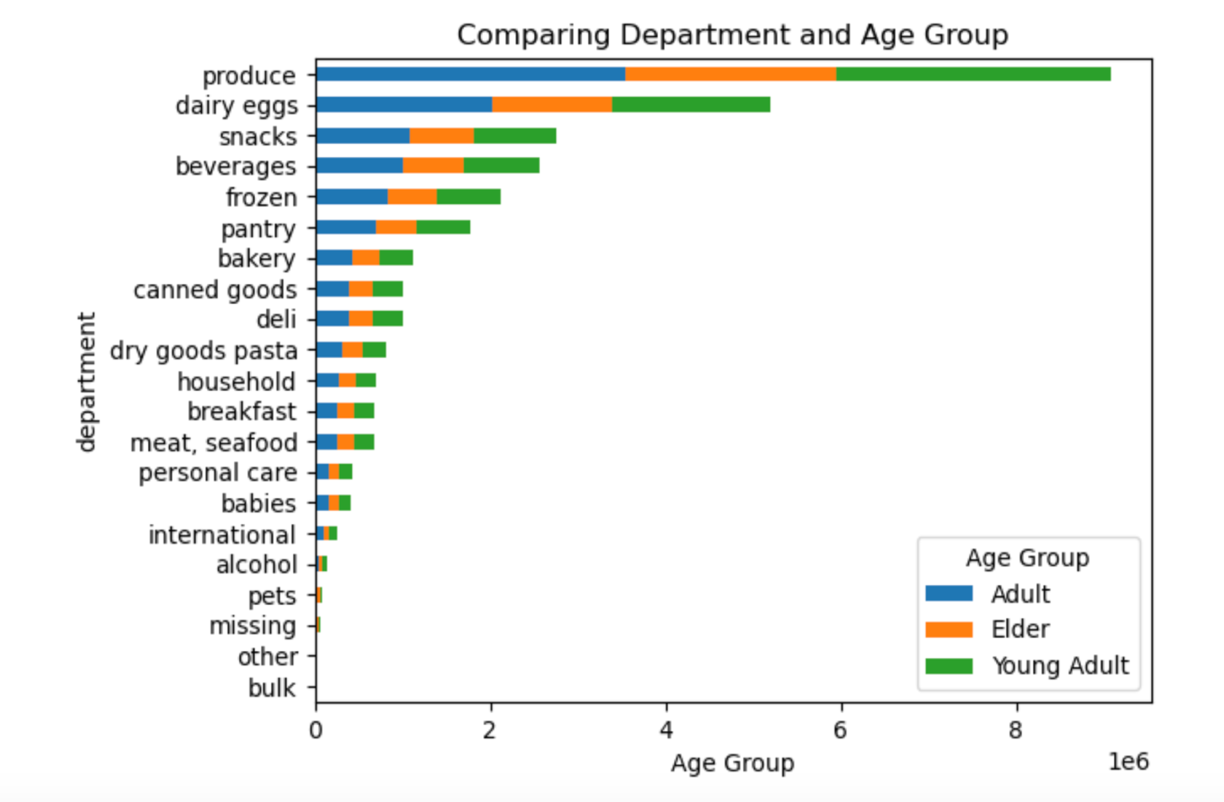 Comparing Department and Age Group
produce
dairy eggs
snacks
beverages
frozen
pantry
bakery
canned goods
deli
dry goods pasta
household
breakfast
meat, seafood
personal care
babies
international
alcohol
pets
missing
other
bulk
department
Age Group
Adult
Elder
Young Adult
0 2 4 6 8
Age Group 1e6